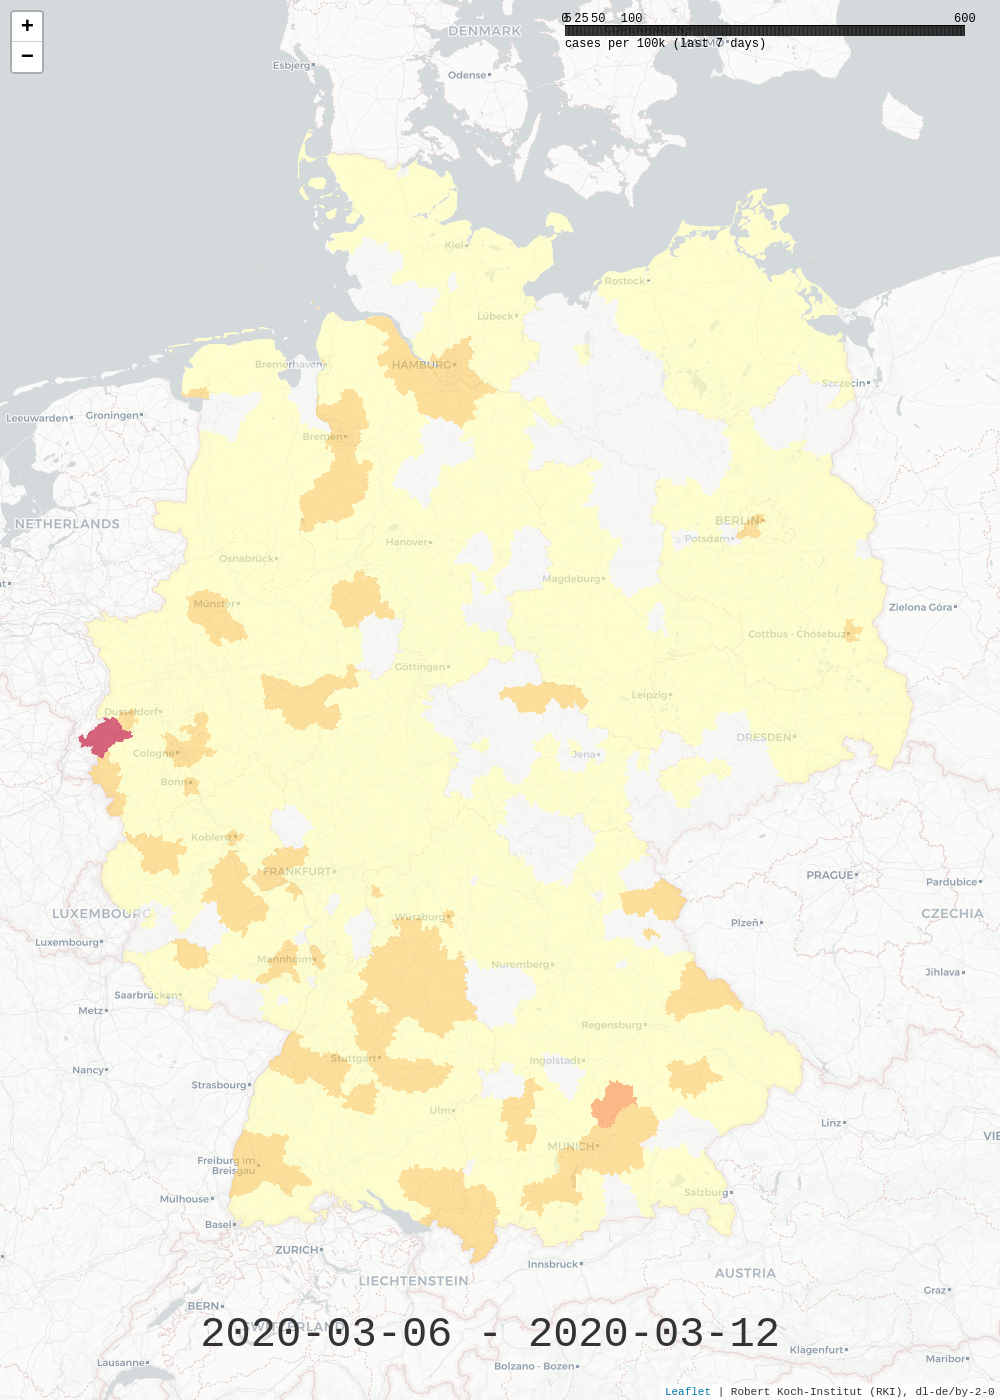 +
−
0 5 25 50 100 600
cases per 100k (last 7 days)
DENMARK
Esbjerg
Odense
Kiel
Rostock
Lübeck
Bremerhaven
HAMBURG
Szczecin
Leeuwarden
Groningen
Bremen
NETHERLANDS
BERLIN
Potsdam
Hanover
Osnabrück
Magdeburg
Münster
Zielona Góra
Cottbus - Chóśebuz
Göttingen
Leipzig
Dusseldorf
DRESDEN
Cologne
Jena
Bonn
Koblenz
FRANKFURT
PRAGUE
Pardubice
LUXEMBOURG
Würzburg
CZECHIA
Plzeň
Luxembourg
Mannheim
Nuremberg
Jihlava
Saarbrücken
Metz
Regensburg
Stuttgart
Ingolstadt
Nancy
Strasbourg
Ulm
Linz
VIE
MUNICH
Freiburg im
Breisgau
Mulhouse
Salzburg
Basel
ZURICH
Innsbruck
LIECHTENSTEIN
AUSTRIA
Graz
BERN
SWITZERLAND
2020-03-06 - 2020-03-12
Klagenfurt
Lausanne
Bolzano - Bozen
Maribor
Leaflet | Robert Koch-Institut (RKI), dl-de/by-2-0